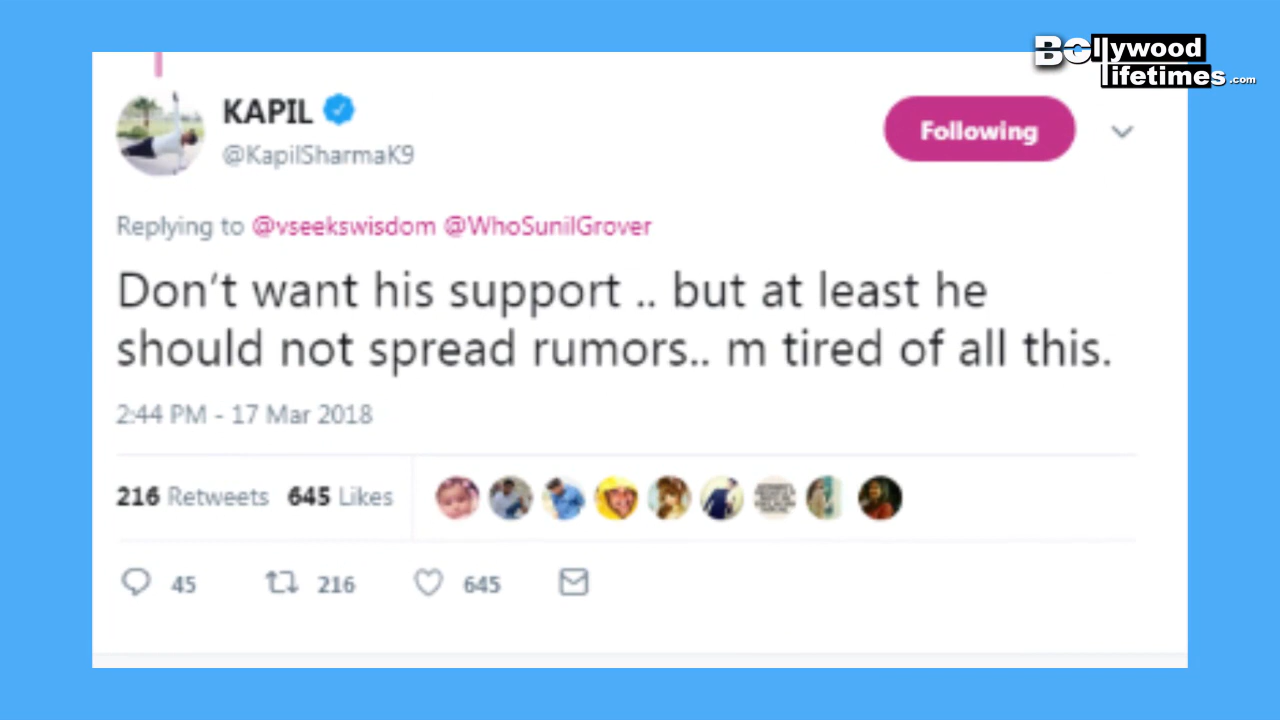 Bollywood
lifetimes.com
KAPIL
@KapilSharmaK9
Following
Replying to @vseekswisdom @WhoSunilGrover
Don’t want his support .. but at least he
should not spread rumors.. m tired of all this.
2:44 PM - 17 Mar 2018
216 Retweets 645 Likes
45 216 645